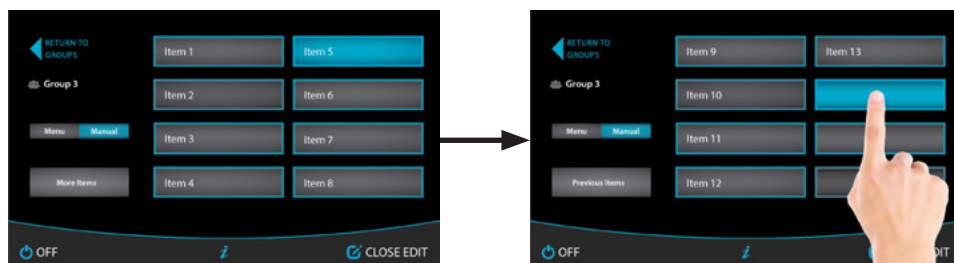 RETURN TO
GROUPS
Group 3
Menu Manual
More Items
Item 1
Item 2
Item 3
Item 4
Item 5
Item 6
Item 7
Item 8
OFF
i
CLOSE EDIT
RETURN TO
GROUPS
Group 3
Menu Manual
Previous Items
Item 9
Item 10
Item 11
Item 12
Item 13
OFF
i
DIT